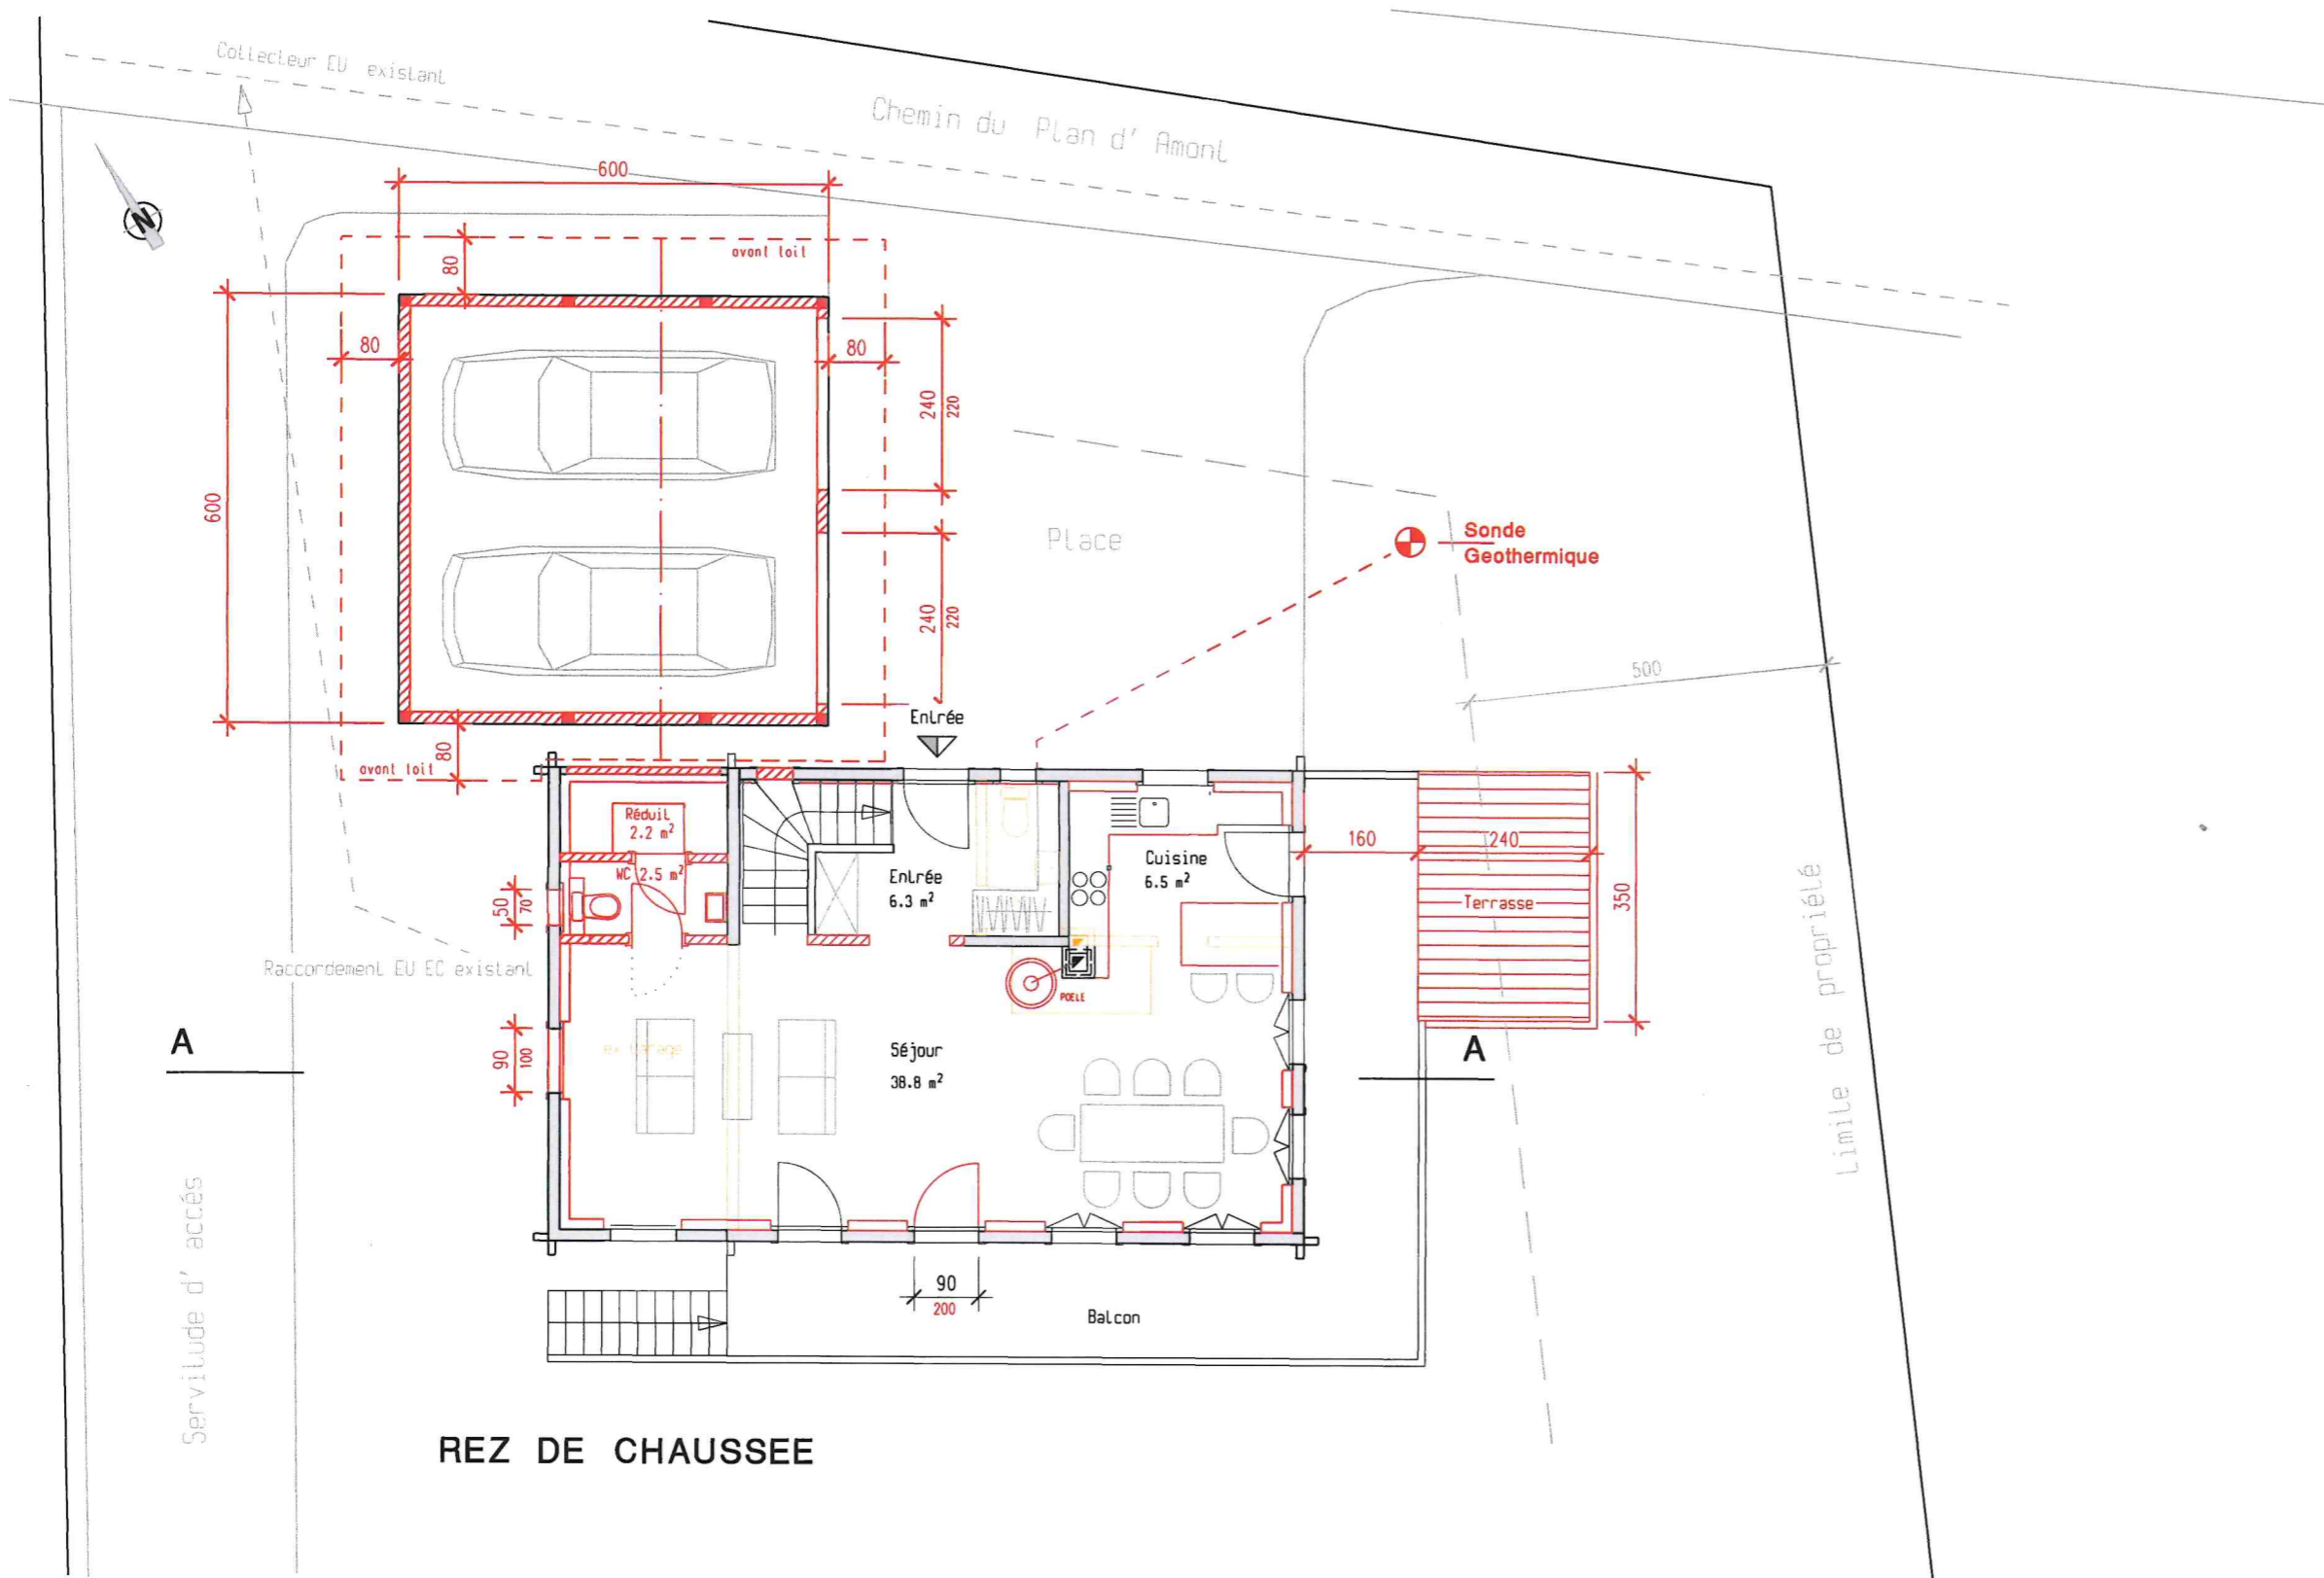 Collecteur EU existant
Chemin du Plan d' Amont
N
600
80
avant toit
600
80
80
240
220
Place
Sonde
Geothermique
240
220
500
Entrée
80
avant toit
Réduit
2.2 m²
WC 2.5 m²
50
70
Entrée
6.3 m²
Cuisine
6.5 m²
160
240
Terrasse
350
Raccordement EU EC existant
POELE
A
90
100
ex Garage
Séjour
38.8 m²
A
Limite de propriété
Servitude d' accés
90
200
Balcon
REZ DE CHAUSSEE